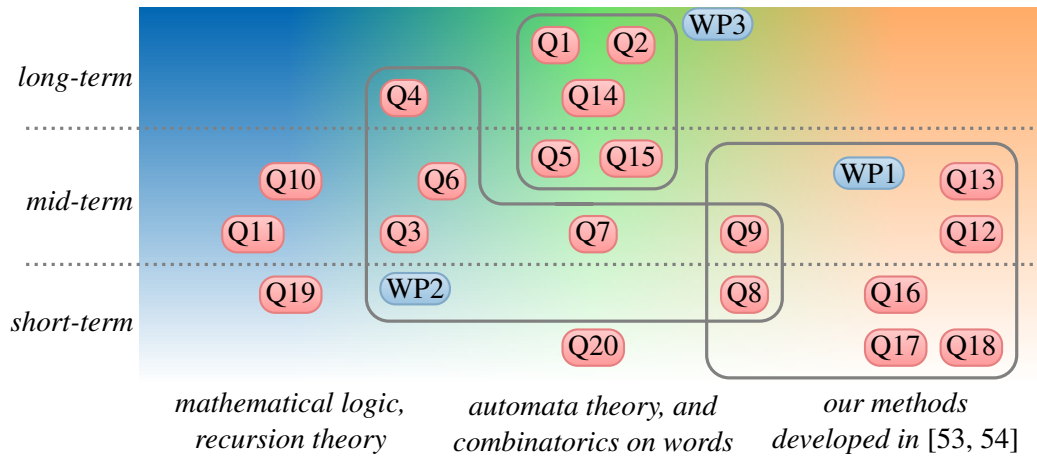 Q1 Q2 WP3
long-term
Q4 Q14
Q5 Q15
Q10 Q6 WP1 Q13
mid-term
Q11 Q3 Q7 Q9 Q12
Q19 WP2 Q8 Q16
short-term
Q20 Q17 Q18
mathematical logic,
recursion theory
automata theory, and
combinatorics on words
our methods
developed in [53, 54]